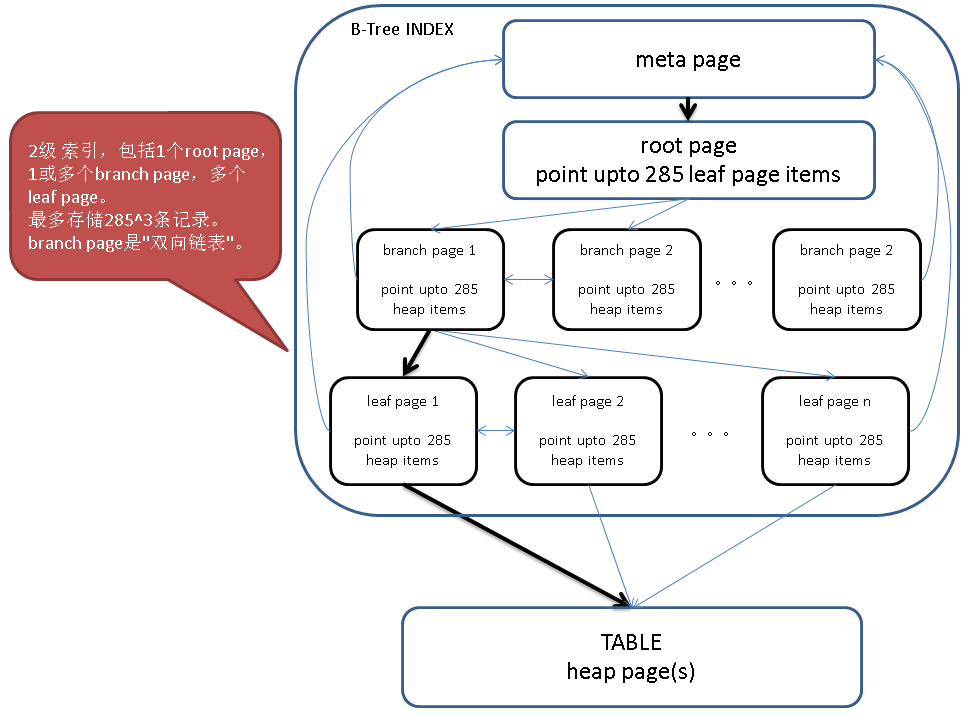 B-Tree INDEX
meta page
root page
point upto 285 leaf page items
2级 索引，包括1个root page，
1或多个branch page， 多个
leaf page。
最多存储285^3条记录。
branch page是"双向链表"。
branch page 1
point upto 285
heap items
branch page 2
point upto 285
heap items
。。。
branch page 2
point upto 285
heap items
leaf page 1
point upto 285
heap items
leaf page 2
point upto 285
heap items
。。。
leaf page n
point upto 285
heap items
TABLE
heap page(s)